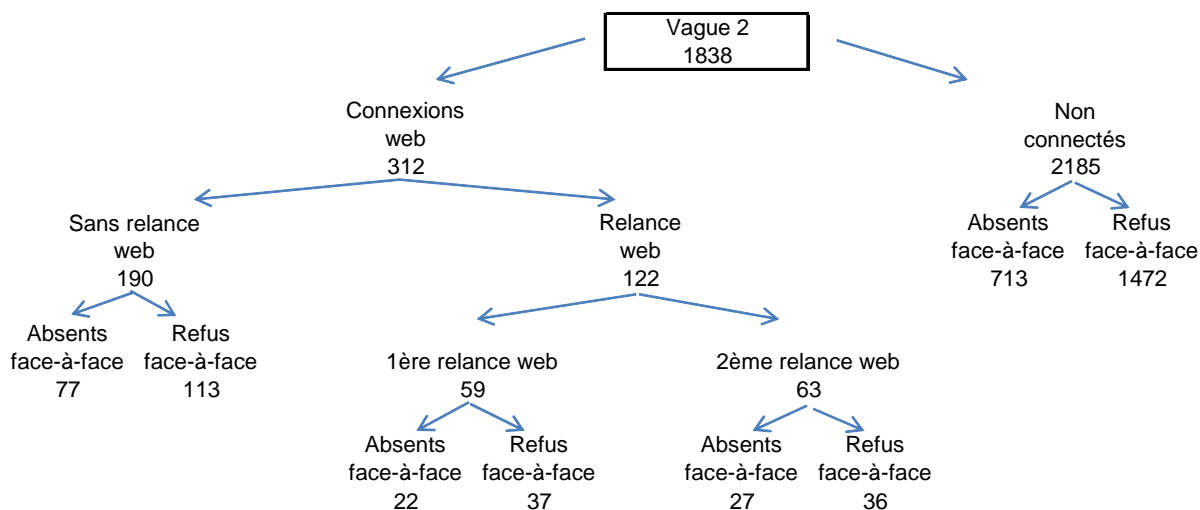 Vague 2
1838
Connexions
web
312
Non
connectés
2185
Sans relance
web
190
Relance
web
122
Absents
face-à-face
713
Refus
face-à-face
1472
Absents
face-à-face
77
Refus
face-à-face
113
1ère relance web
59
2ème relance web
63
Absents
face-à-face
22
Refus
face-à-face
37
Absents
face-à-face
27
Refus
face-à-face
36